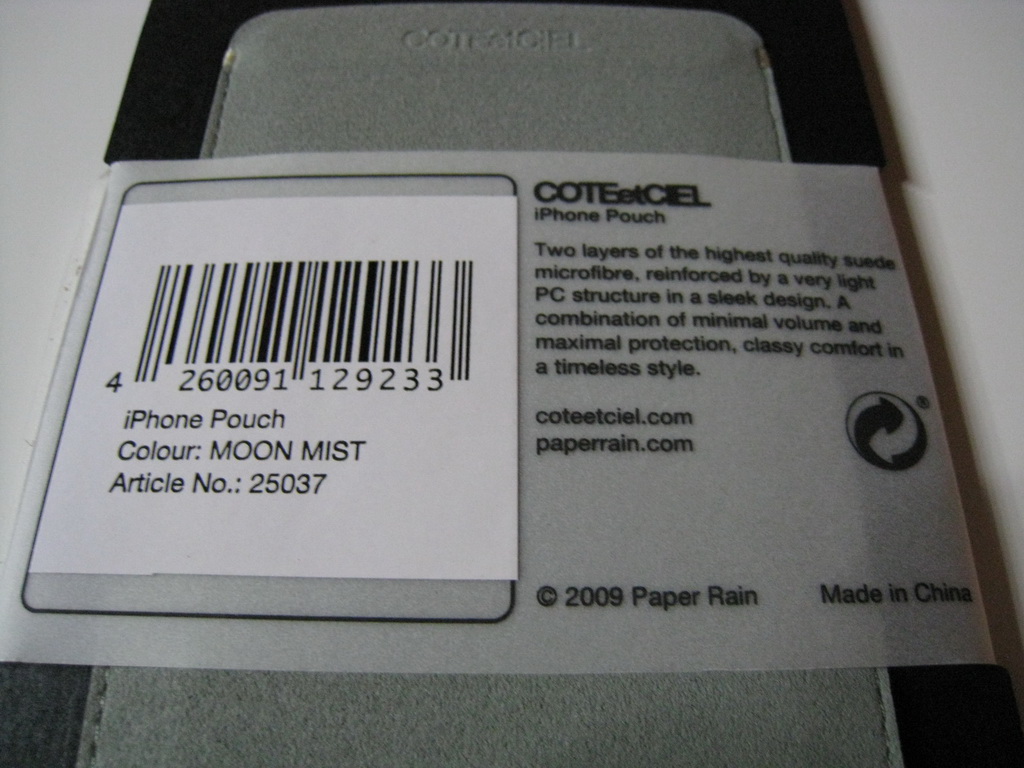 COTEetCIEL
4 260091 129233
iPhone Pouch
Colour: MOON MIST
Article No.: 25037
COTEetCIEL
iPhone Pouch
Two layers of the highest quality suede
microfibre, reinforced by a very light
PC structure in a sleek design. A
combination of minimal volume and
maximal protection, classy comfort in
a timeless style.
coteetciel.com
paperrain.com
®
© 2009 Paper Rain
Made in China